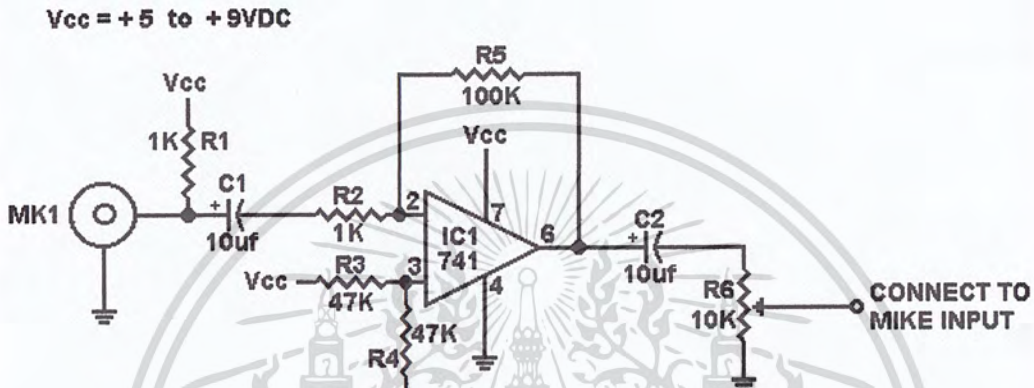 Vcc = + 5 to + 9VDC
R5
100K
Vcc
Vcc
1K
R1
C1
10uf
+
MK1
R2
1K
2
7
IC1
741
6
3
4
Vcc
R3
47K
47K
R4
C2
+
10uf
R6
10K
CONNECT TO
MIKE INPUT